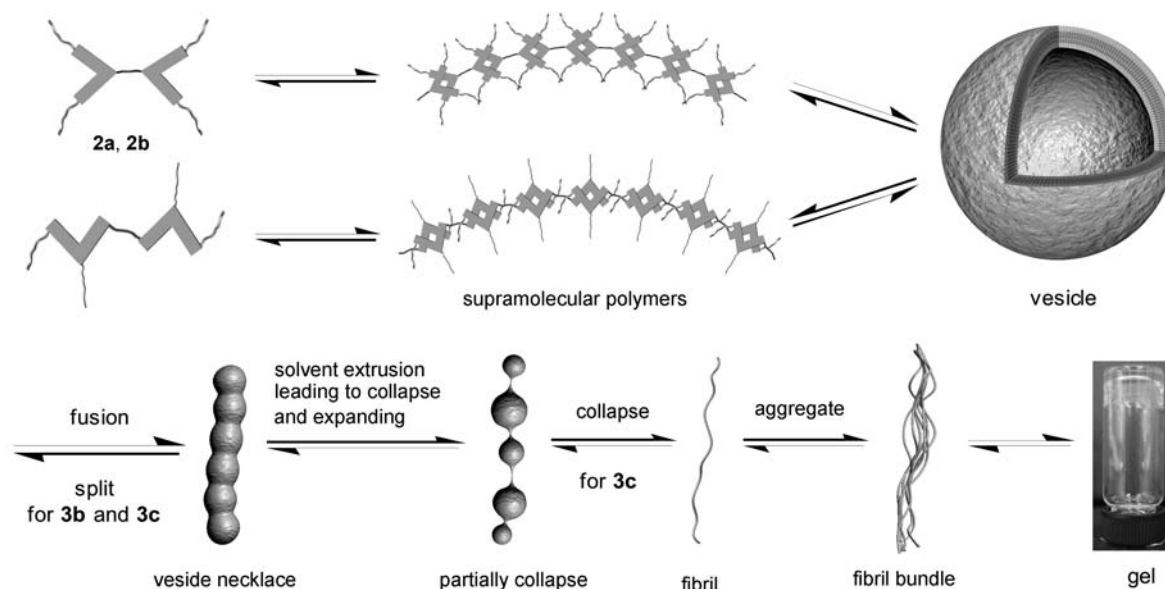 2a, 2b
supramolecular polymers
vesicle
fusion
split
for 3b and 3c
veside necklace
solvent extrusion
leading to collapse
and expanding
partially collapse
collapse
for 3c
fibril
aggregate
fibril bundle
gel